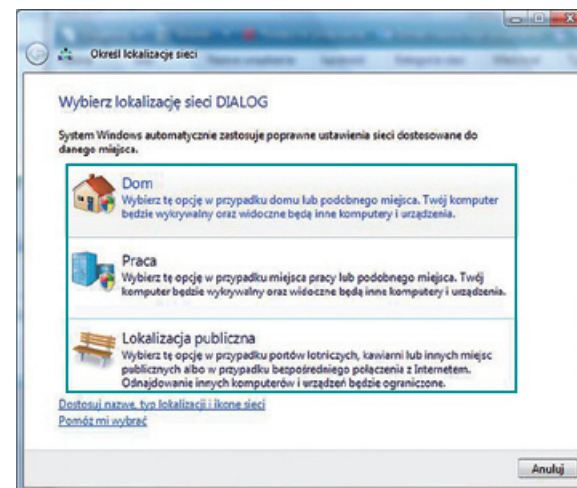 Określ lokalizację sieci
Wybierz lokalizację sieci DIALOG
System Windows automatycznie zastosuje poprawne ustawienia sieci dostosowane do
danego miejsca.
Dom
Wybierz tę opcję w przypadku domu lub podobnego miejsca. Twój komputer
będzie wykrywalny oraz widoczne będą inne komputery i urządzenia.
Praca
Wybierz tę opcję w przypadku miejsca pracy lub podobnego miejsca. Twój
komputer będzie wykrywalny oraz widoczne będą inne komputery i urządzenia.
Lokalizacja publiczna
Wybierz tę opcję w przypadku portów lotniczych, kawiarni lub innych miejsc
publicznych albo w przypadku bezpośredniego połączenia z Internetem.
Odnajdowanie innych komputerów i urządzeń będzie ograniczone.
Dostosuj nazwę, typ lokalizacji i ikonę sieci
Pomóż mi wybrać
Anuluj